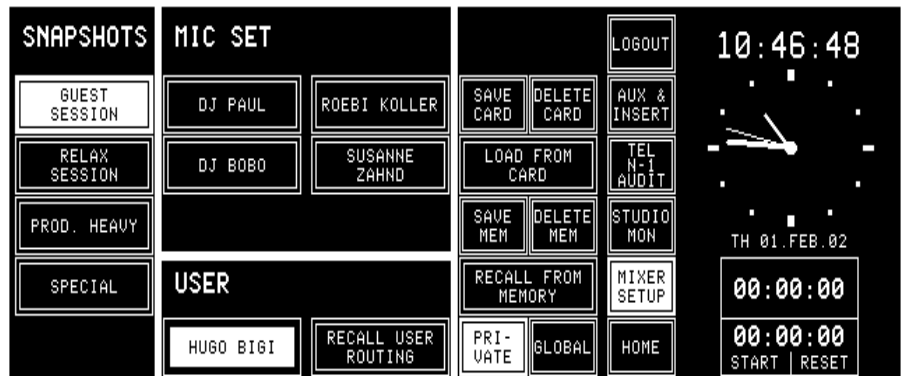 SNAPSHOTS
GUEST
SESSION
RELAX
SESSION
PROD. HEAVY
SPECIAL
MIC SET
DJ PAUL
ROEBI KOLLER
DJ BOBO
SUSANNE
ZAHND
USER
HUGO BIGI
RECALL USER
ROUTING
LOGOUT
SAVE
CARD
DELETE
CARD
AUX &
INSERT
LOAD FROM
CARD
TEL
N-1
AUDIT
SAVE
MEM
DELETE
MEM
STUDIO
MON
RECALL FROM
MEMORY
MIXER
SETUP
PRI-
VATE
GLOBAL
HOME
10:46:48
TH 01.FEB.02
00:00:00
00:00:00
START | RESET